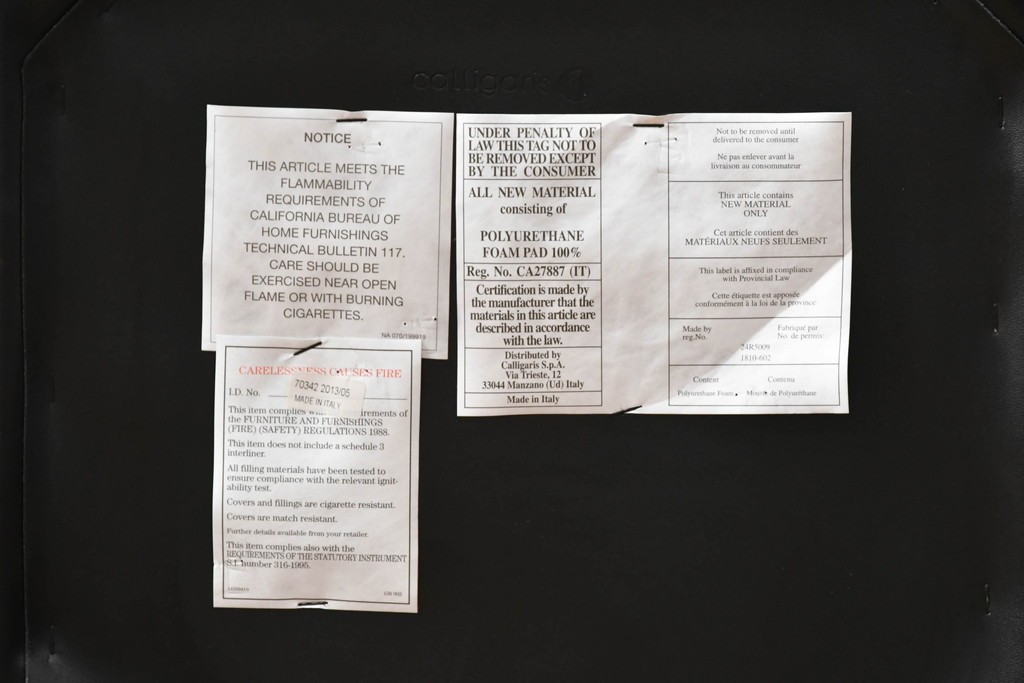 calligaris
NOTICE
THIS ARTICLE MEETS THE
FLAMMABILITY
REQUIREMENTS OF
CALIFORNIA BUREAU OF
HOME FURNISHINGS
TECHNICAL BULLETIN 117.
CARE SHOULD BE
EXERCISED NEAR OPEN
FLAME OR WITH BURNING
CIGARETTES.
NA 070/199919
UNDER PENALTY OF
LAW THIS TAG NOT TO
BE REMOVED EXCEPT
BY THE CONSUMER
ALL NEW MATERIAL
consisting of
POLYURETHANE
FOAM PAD 100%
Reg. No. CA27887 (IT)
Certification is made by
the manufacturer that the
materials in this article are
described in accordance
with the law.
Distributed by
Calligaris S.p.A.
Via Trieste, 12
33044 Manzano (Ud) Italy
Made in Italy
Not to be removed until
delivered to the consumer
Ne pas enlever avant la
livraison au consommateur
This article contains
NEW MATERIAL
ONLY
Cet article contient des
MATÉRIAUX NEUFS SEULEMENT
This label is affixed in compliance
with Provincial Law
Cette étiquette est apposée
conformément à la loi de la province
Made by Fabriqué par
reg.No. No. de permis:
24R5009
1810-602
Content Contenu
Polyurethane Foam Mousse de Polyuréthane
CARELESSNESS CAUSES FIRE
I.D. No.
70342 2013/05
MADE IN ITALY
This item complies
the FURNITURE AND FURNISHINGS
(FIRE) (SAFETY) REGULATIONS 1988.
This item does not include a schedule 3
interliner.
All filling materials have been tested to
ensure compliance with the relevant ignit-
ability test.
Covers and fillings are cigarette resistant.
Covers are match resistant.
Further details available from your retailer.
This item complies also with the
REQUIREMENTS OF THE STATUTORY INSTRUMENT
S.I. number 316-1995.